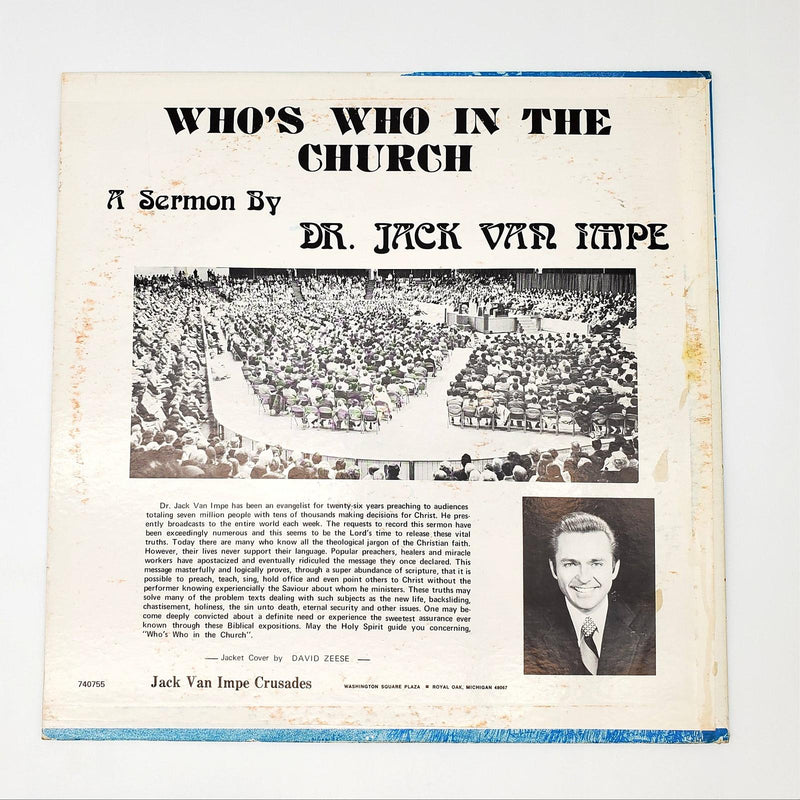 WHO'S WHO IN THE
CHURCH
A Sermon By
DR. JACK VAN IMPE
Dr. Jack Van Impe has been an evangelist for twenty-six years preaching to audiences
totaling seven million people with tens of thousands making decisions for Christ. He pres-
ently broadcasts to the entire world each week. The requests to record this sermon have
been exceedingly numerous and this seems to be the Lord's time to release these vital
truths. Today there are many who know all the theological jargon of the Christian faith.
However, their lives never support their language. Popular preachers, healers and miracle
workers have apostacized and eventually ridiculed the message they once declared. This
message masterfully and logically proves, through a super abundance of scripture, that it is
possible to preach, teach, sing, hold office and even point others to Christ without the
performer knowing experiencially the Saviour about whom he ministers. These truths may
solve many of the problem texts dealing with such subjects as the new life, backsliding,
chastisement, holiness, the sin unto death, eternal security and other issues. One may be-
come deeply convicted about a definite need or experience the sweetest assurance ever
known through these Biblical expositions. May the Holy Spirit guide you concerning,
"Who's Who in the Church".
— Jacket Cover by DAVID ZEESE —
740755 Jack Van Impe Crusades WASHINGTON SQUARE PLAZA ■ ROYAL OAK, MICHIGAN 48067